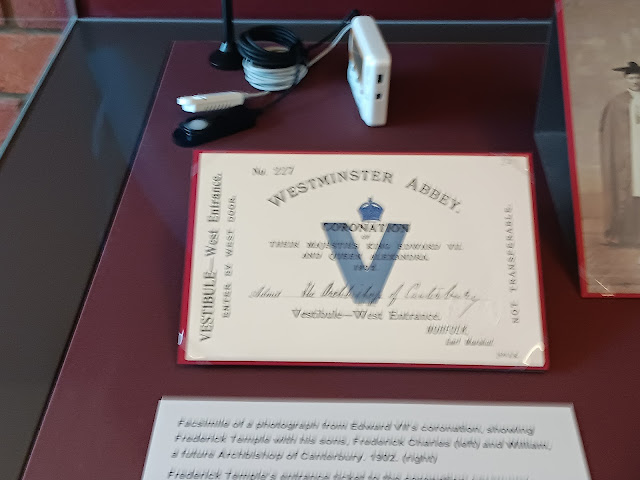 No. 227
WESTMINSTER ABBEY.
VESTIBULE—West Entrance.
ENTER BY WEST DOOR.
V
CORONATION
OF
THEIR MAJESTIES KING EDWARD VII.
AND QUEEN ALEXANDRA
1902.
Admit The Archbishop of Canterbury
Vestibule—West Entrance.
NORFOLK,
Earl Marshal
NOT TRANSFERABLE.
Facsimilie of a photograph from Edward VII's coronation, showing
Frederick Temple with his sons, Frederick Charles (left) and William,
a future Archbishop of Canterbury. 1902. (right)
Frederick Temple's entrance ticket to the coronation